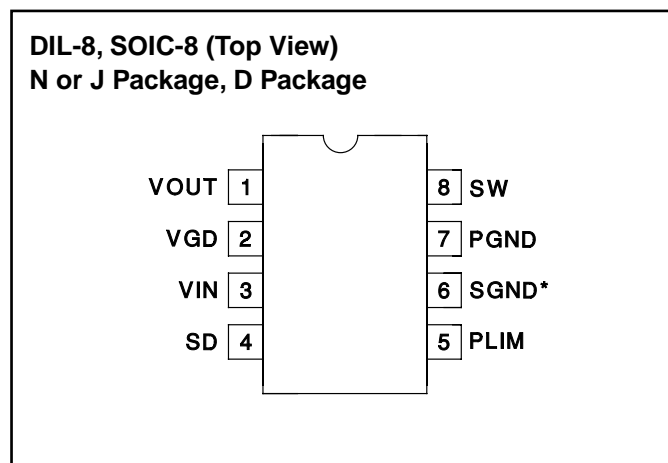 DIL-8, SOIC-8 (Top View)
N or J Package, D Package
VOUT 1 8 SW
VGD 2 7 PGND
VIN 3 6 SGND*
SD 4 5 PLIM